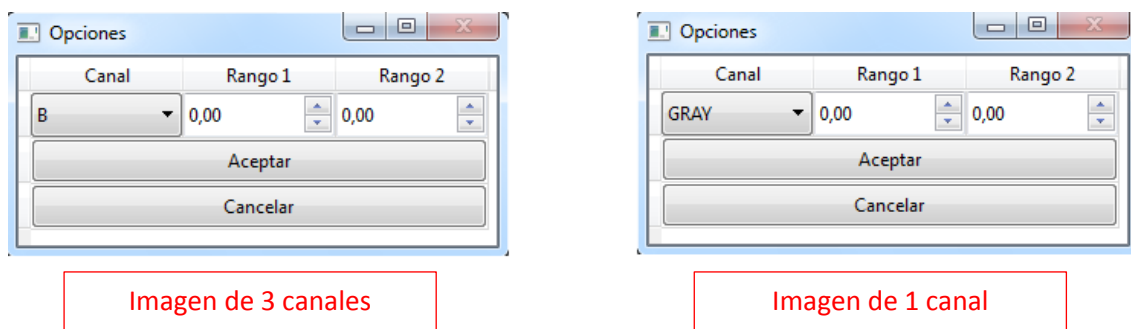 Opciones
Canal Rango 1 Rango 2
B 0,00 0,00
Aceptar
Cancelar
Imagen de 3 canales
Opciones
Canal Rango 1 Rango 2
GRAY 0,00 0,00
Aceptar
Cancelar
Imagen de 1 canal